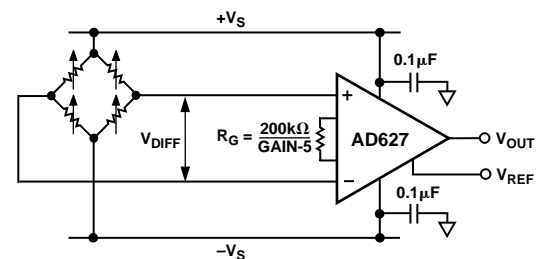 +VS
0.1µF
+
VDIFF
RG = 200kΩ
GAIN-5
AD627
VOUT
VREF
−
0.1µF
−VS